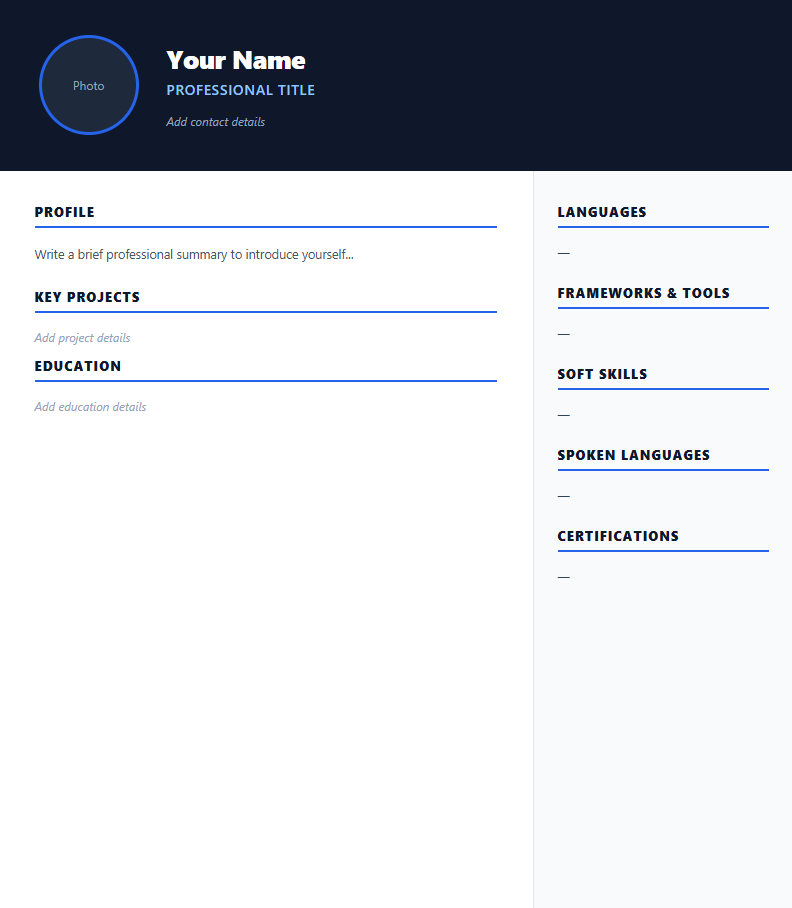 Photo
Your Name
PROFESSIONAL TITLE
Add contact details
PROFILE
Write a brief professional summary to introduce yourself...
KEY PROJECTS
Add project details
EDUCATION
Add education details
LANGUAGES
—
FRAMEWORKS & TOOLS
—
SOFT SKILLS
—
SPOKEN LANGUAGES
—
CERTIFICATIONS
—